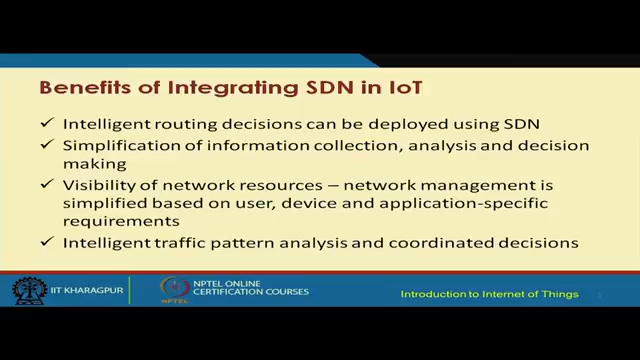 Benefits of Integrating SDN in IoT
✓ Intelligent routing decisions can be deployed using SDN
✓ Simplification of information collection, analysis and decision
making
✓ Visibility of network resources – network management is
simplified based on user, device and application-specific
requirements
✓ Intelligent traffic pattern analysis and coordinated decisions
IIT KHARAGPUR
NPTEL
NPTEL ONLINE
CERTIFICATION COURSES
Introduction to Internet of Things